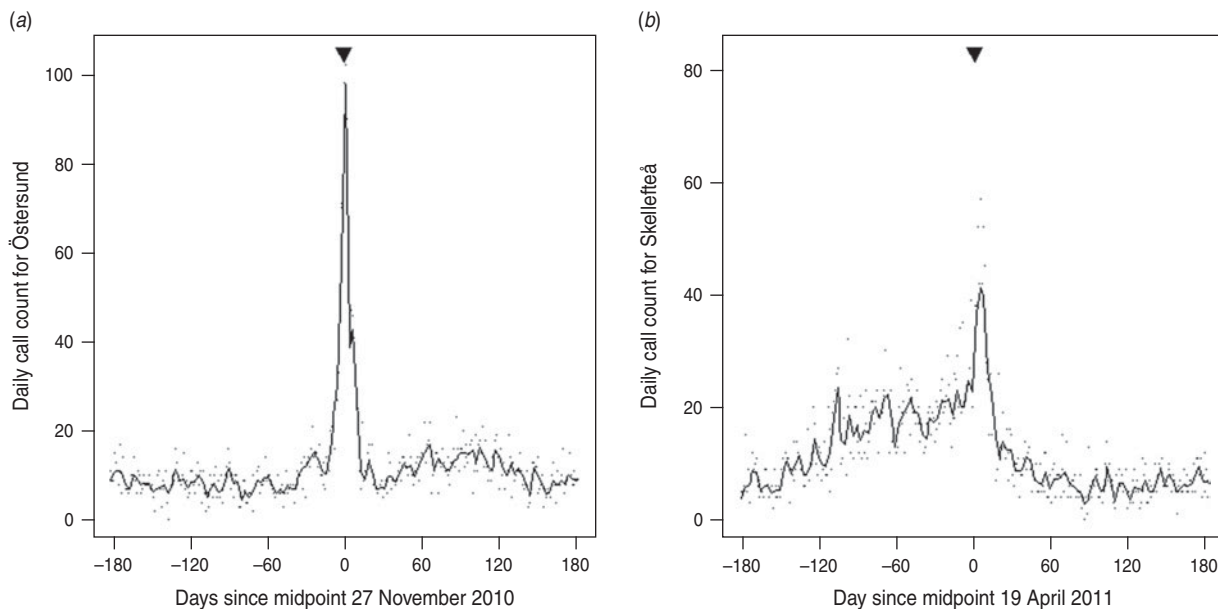 (a)
100
80
60
40
20
0
Daily call count for Östersund
−180 −120 −60 0 60 120 180
Days since midpoint 27 November 2010
(b)
80
60
40
20
0
Daily call count for Skellefteå
−180 −120 −60 0 60 120 180
Day since midpoint 19 April 2011